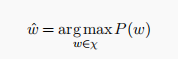 ŵ = arg max P(w)
w∈χ